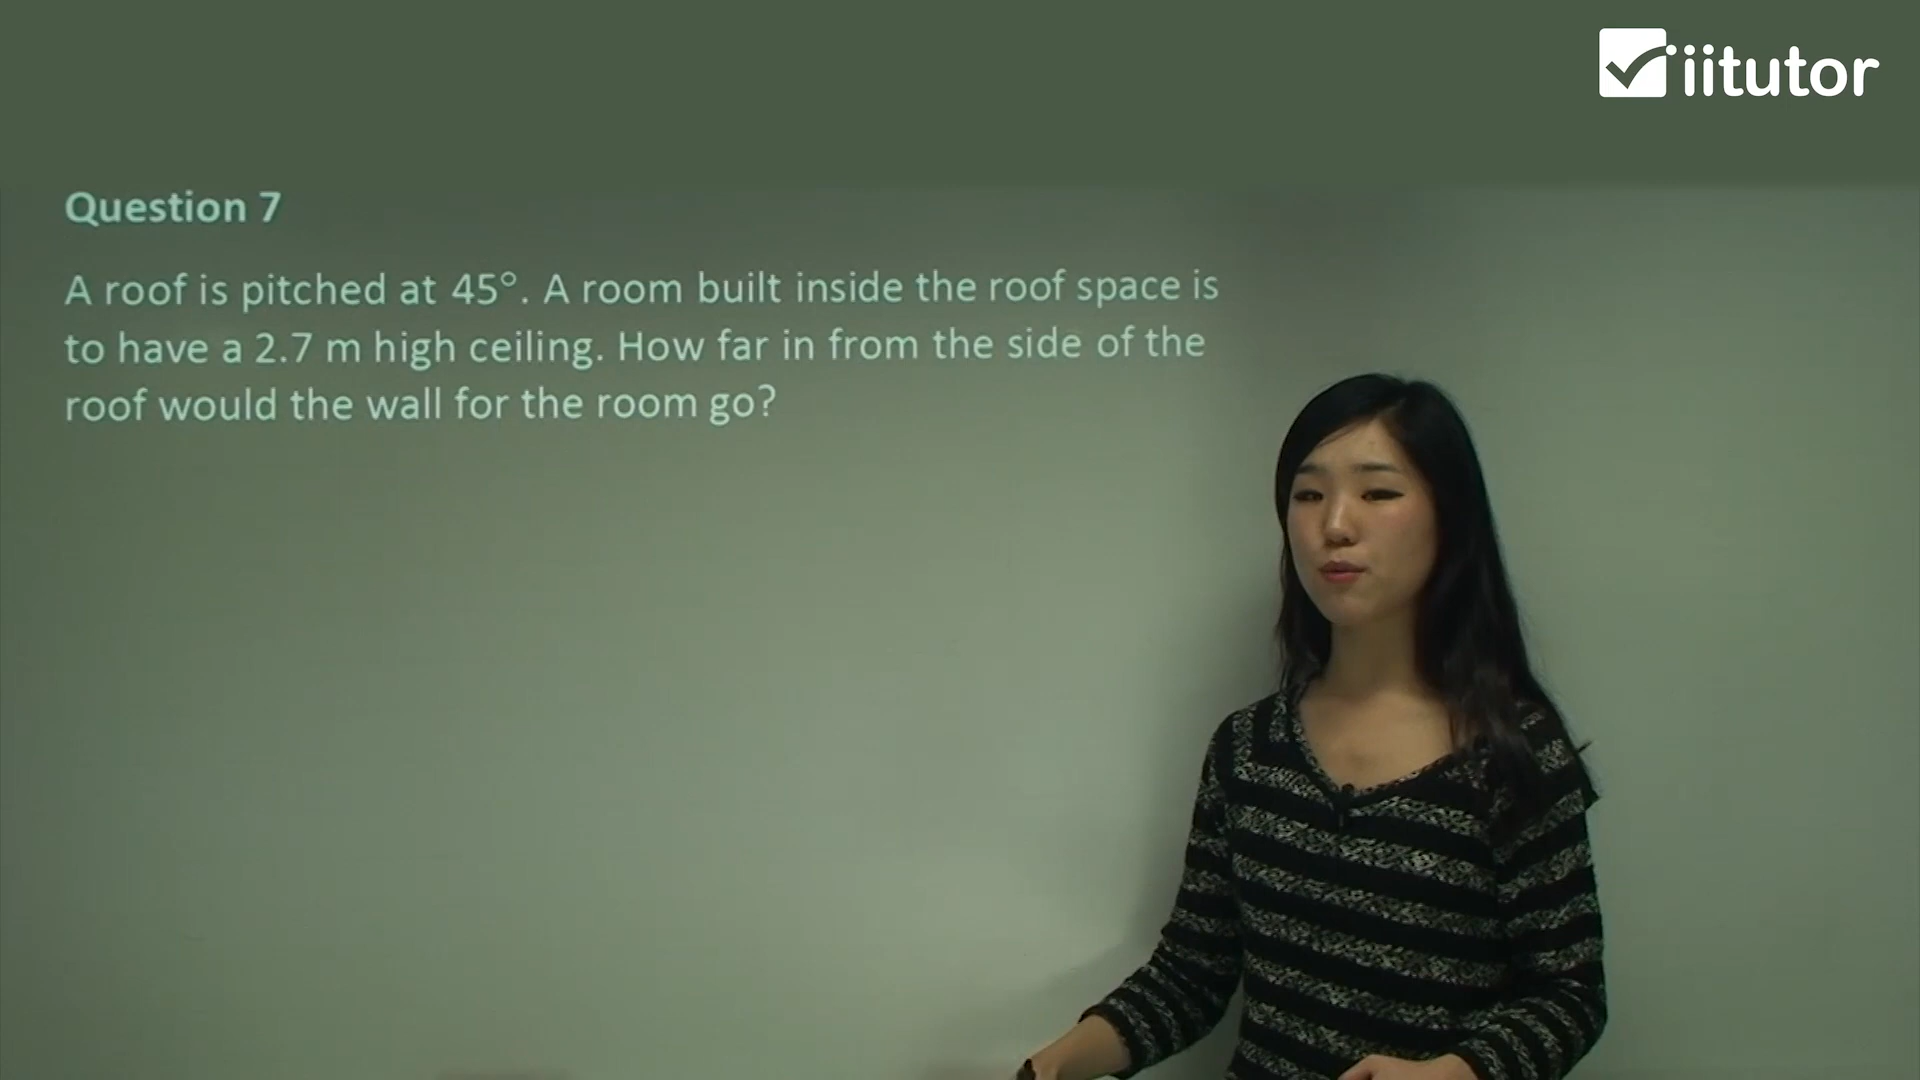 iitutor
Question 7
A roof is pitched at 45°. A room built inside the roof space is
to have a 2.7 m high ceiling. How far in from the side of the
roof would the wall for the room go?